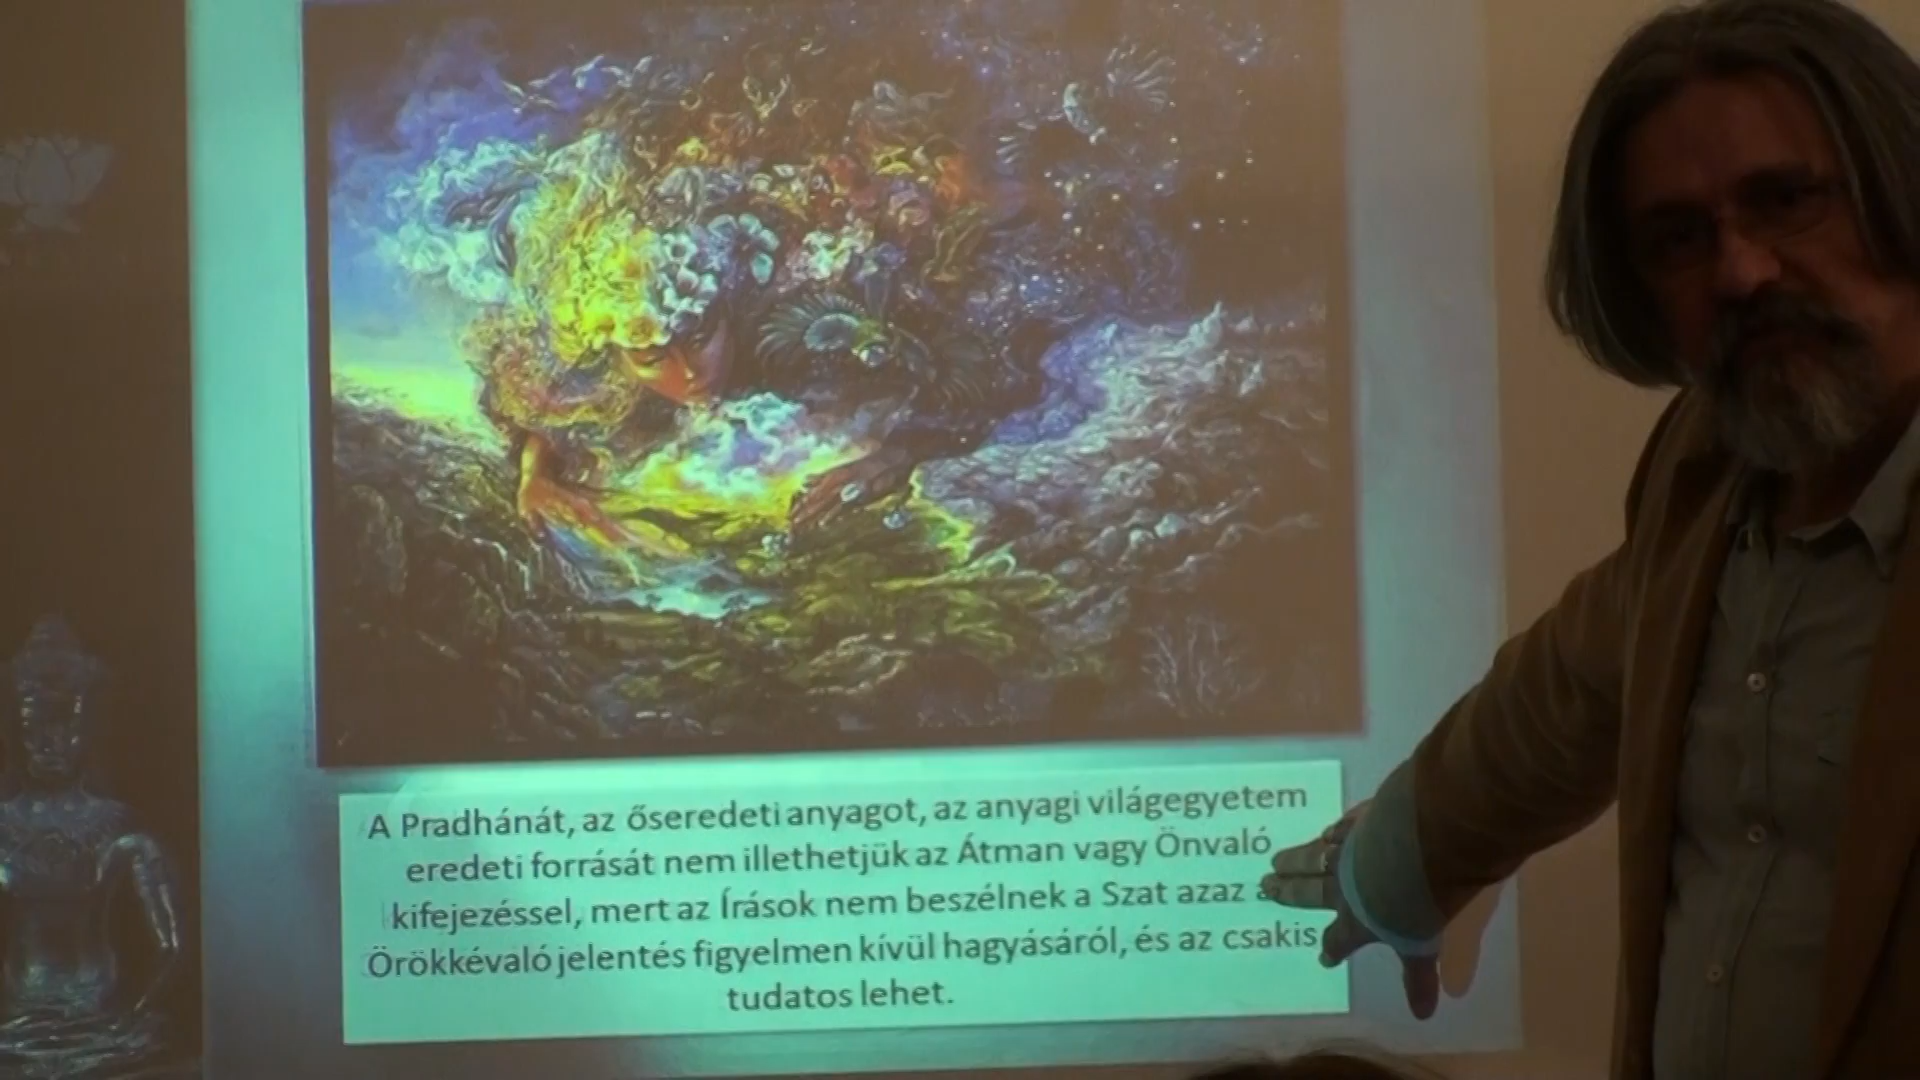 A Pradhánát, az őseredeti anyagot, az anyagi világegyetem
eredeti forrását nem illethetjük az Átman vagy Önvaló
kifejezéssel, mert az Írások nem beszélnek a Szat azaz
Örökkévaló jelentés figyelmen kívül hagyásáról, és az csakis
tudatos lehet.